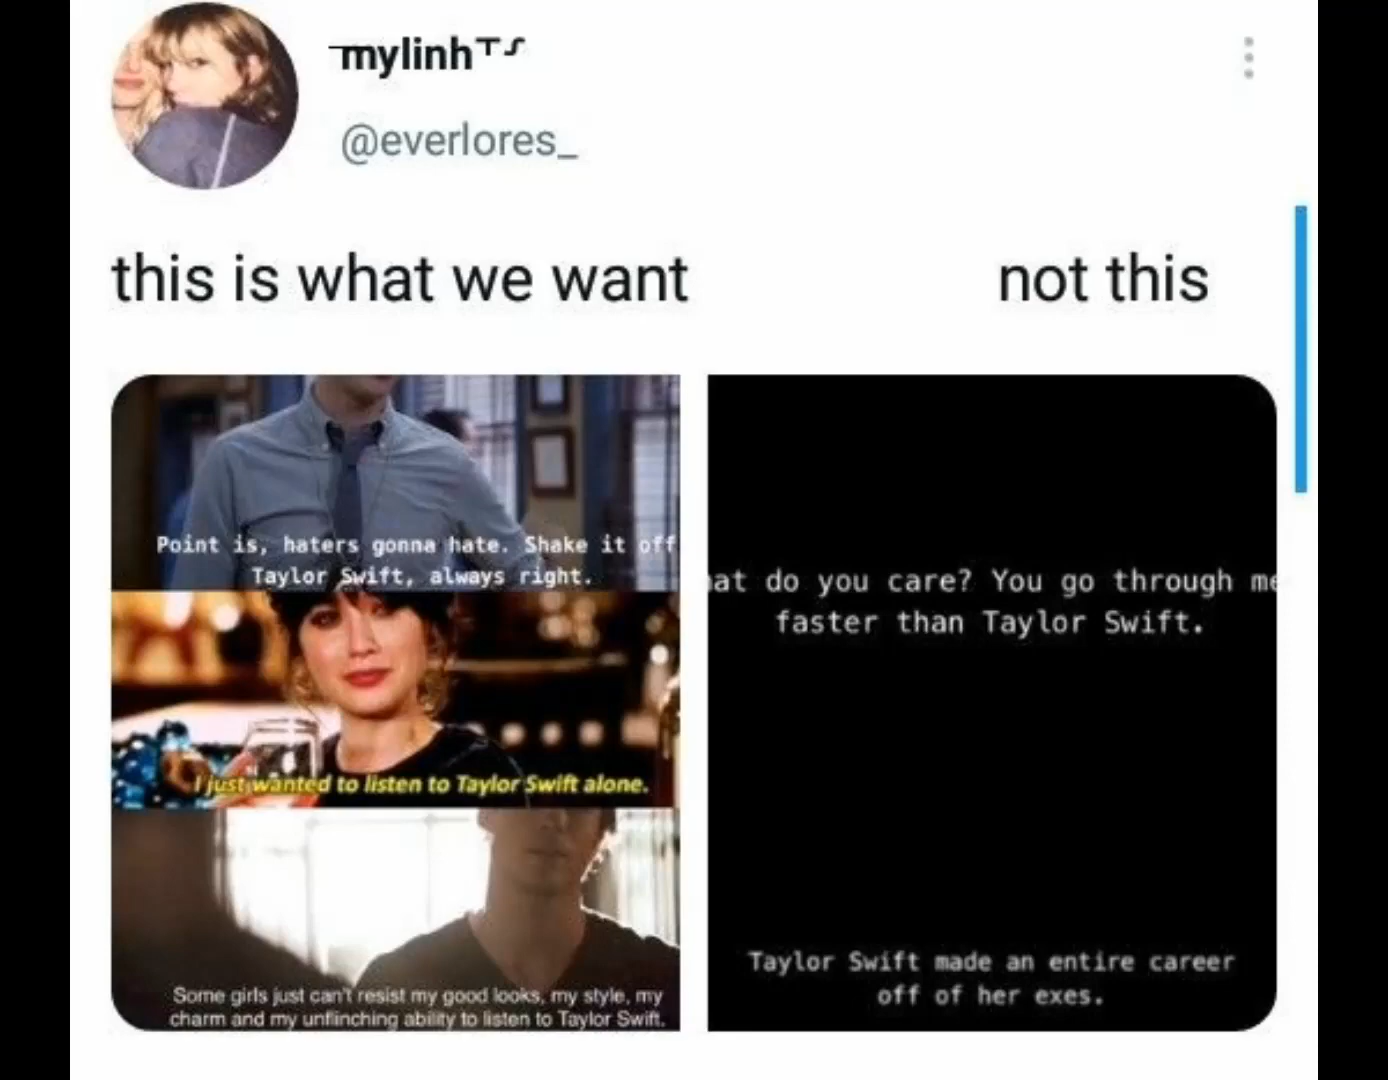 mylinhᵀˢ
@everlores_
this is what we want not this
Point is, haters gonna hate. Shake it off
Taylor Swift, always right.
I just wanted to listen to Taylor Swift alone.
Some girls just can't resist my good looks, my style, my
charm and my unflinching ability to listen to Taylor Swift.
at do you care? You go through me
faster than Taylor Swift.
Taylor Swift made an entire career
off of her exes.